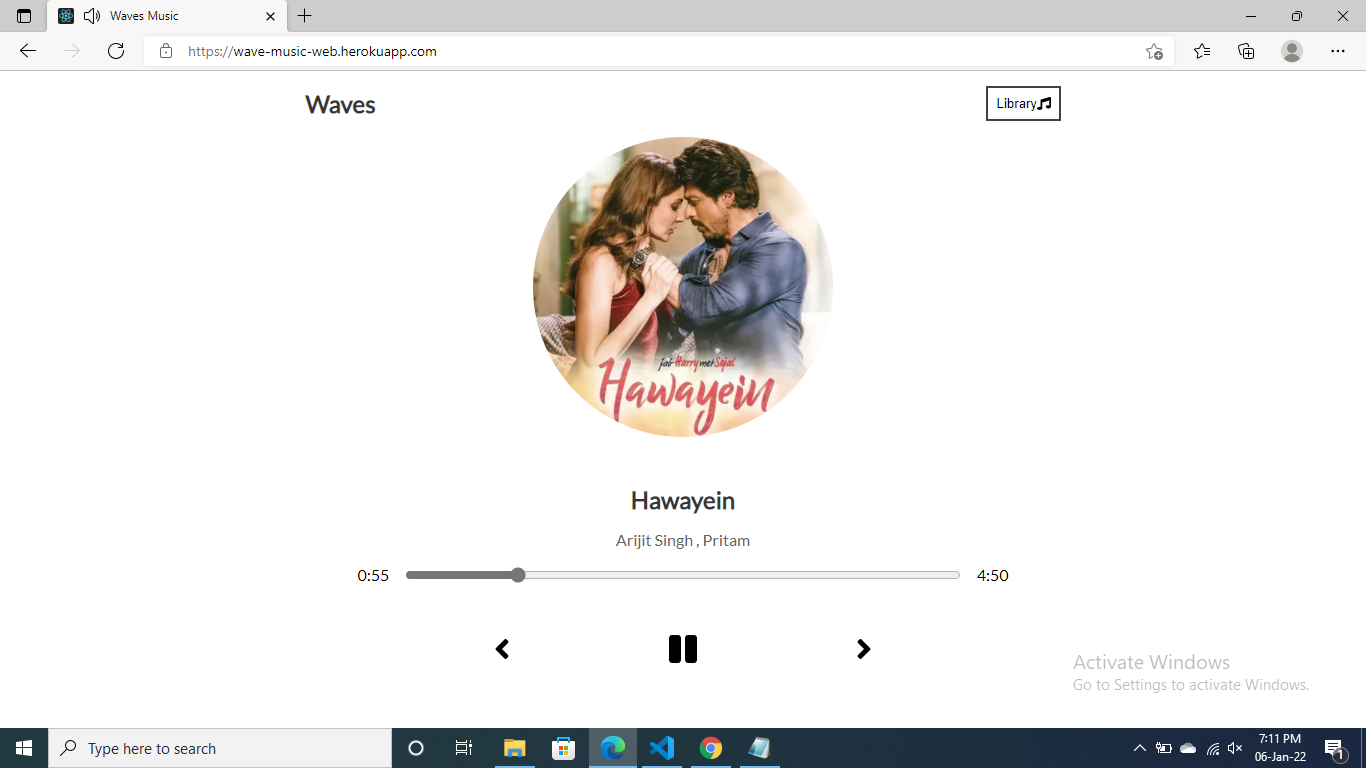 Waves Music
https://wave-music-web.herokuapp.com
Waves
Library
jab Harry met Sejal
Hawayein
Hawayein
Arijit Singh , Pritam
0:55
4:50
Activate Windows
Go to Settings to activate Windows.
Type here to search
7:11 PM
06-Jan-22
1